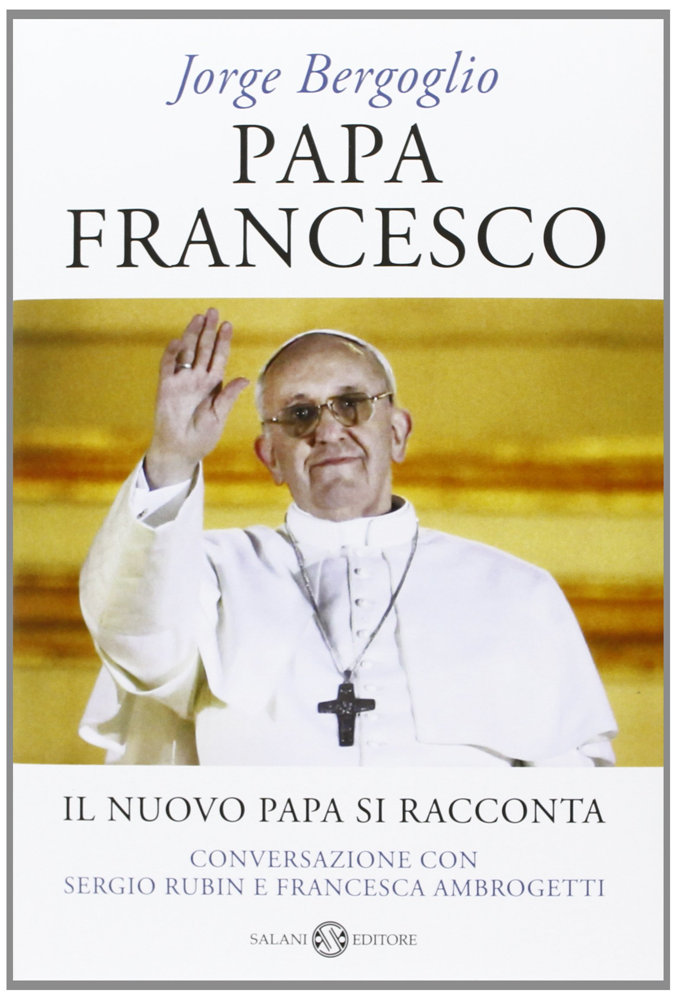 Jorge Bergoglio
PAPA
FRANCESCO
IL NUOVO PAPA SI RACCONTA
CONVERSAZIONE CON
SERGIO RUBIN E FRANCESCA AMBROGETTI
SALANI EDITORE